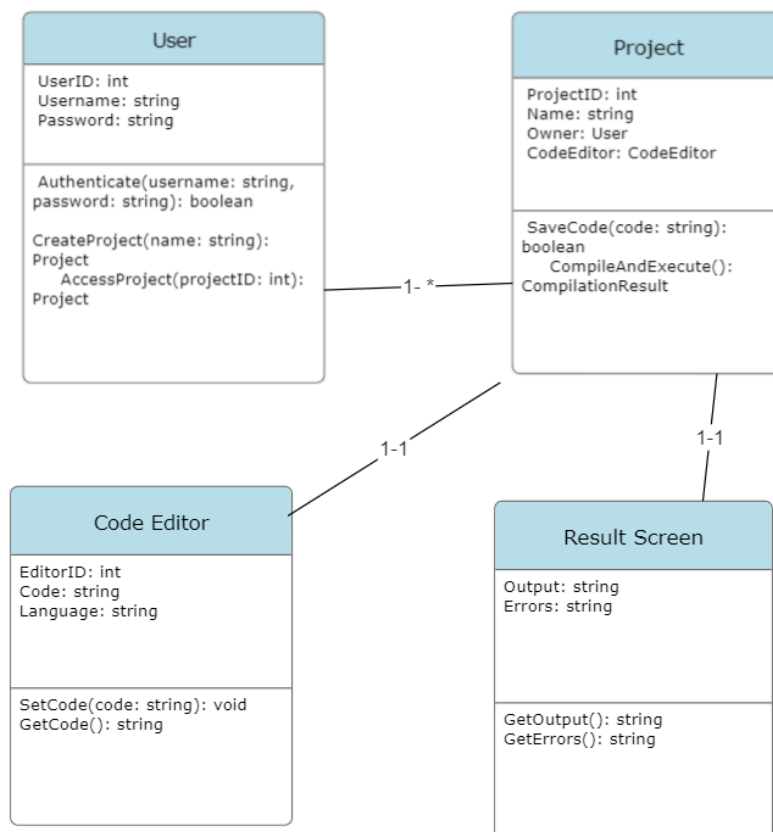 User
UserID: int
Username: string
Password: string
Authenticate(username: string,
password: string): boolean
CreateProject(name: string):
Project
AccessProject(projectID: int):
Project
1- *
Project
ProjectID: int
Name: string
Owner: User
CodeEditor: CodeEditor
SaveCode(code: string):
boolean
CompileAndExecute():
CompilationResult
1-1
1-1
Code Editor
EditorID: int
Code: string
Language: string
SetCode(code: string): void
GetCode(): string
Result Screen
Output: string
Errors: string
GetOutput(): string
GetErrors(): string